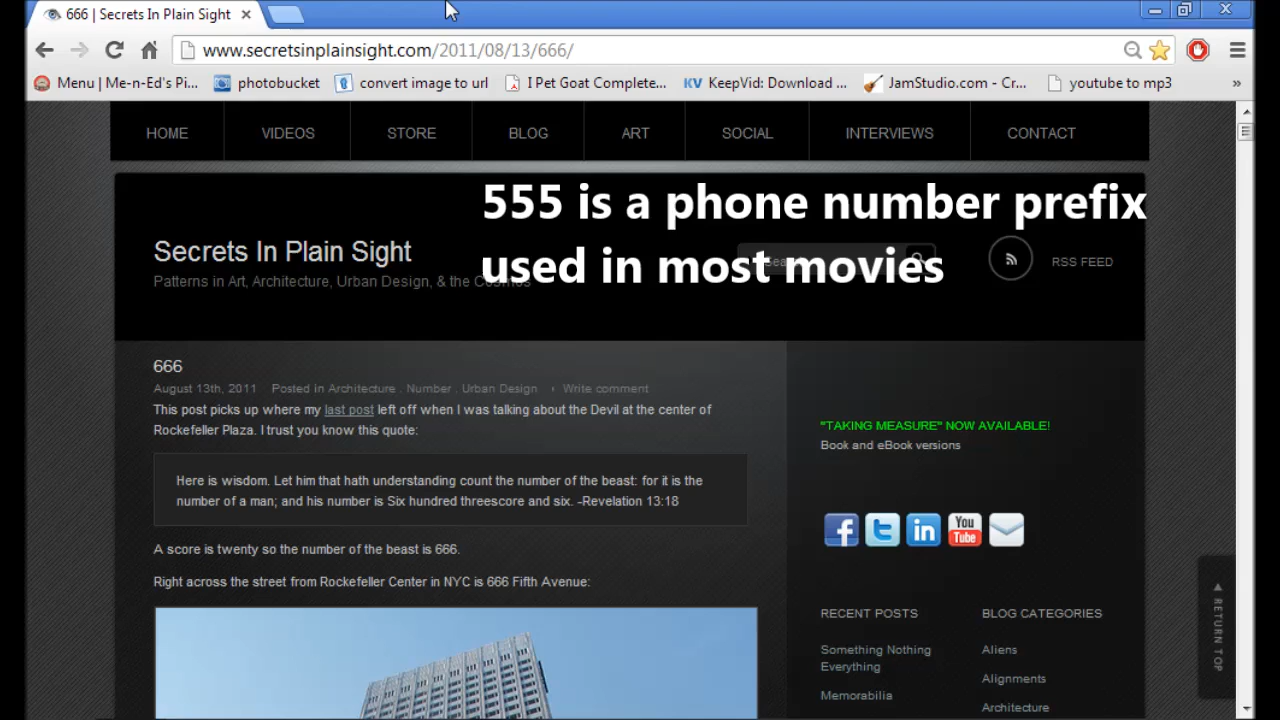 666 | Secrets In Plain Sight
www.secretsinplainsight.com/2011/08/13/666/
Menu | Me-n-Ed's Pi... photobucket convert image to url I Pet Goat Complete... KV KeepVid: Download ... JamStudio.com - Cr... youtube to mp3 »
HOME VIDEOS STORE BLOG ART SOCIAL INTERVIEWS CONTACT
555 is a phone number prefix
used in most movies
Secrets In Plain Sight
RSS FEED
Patterns in Art, Architecture, Urban Design, & the Cosmos
666
August 13th, 2011 Posted in Architecture . Number . Urban Design Write comment
This post picks up where my last post left off when I was talking about the Devil at the center of
Rockefeller Plaza. I trust you know this quote:
Here is wisdom. Let him that hath understanding count the number of the beast: for it is the
number of a man; and his number is Six hundred threescore and six. -Revelation 13:18
A score is twenty so the number of the beast is 666.
Right across the street from Rockefeller Center in NYC is 666 Fifth Avenue:
"TAKING MEASURE" NOW AVAILABLE!
Book and eBook versions
You
Tube
RECENT POSTS
Something Nothing
Everything
Memorabilia
BLOG CATEGORIES
Aliens
Alignments
Architecture
RETURN TOP